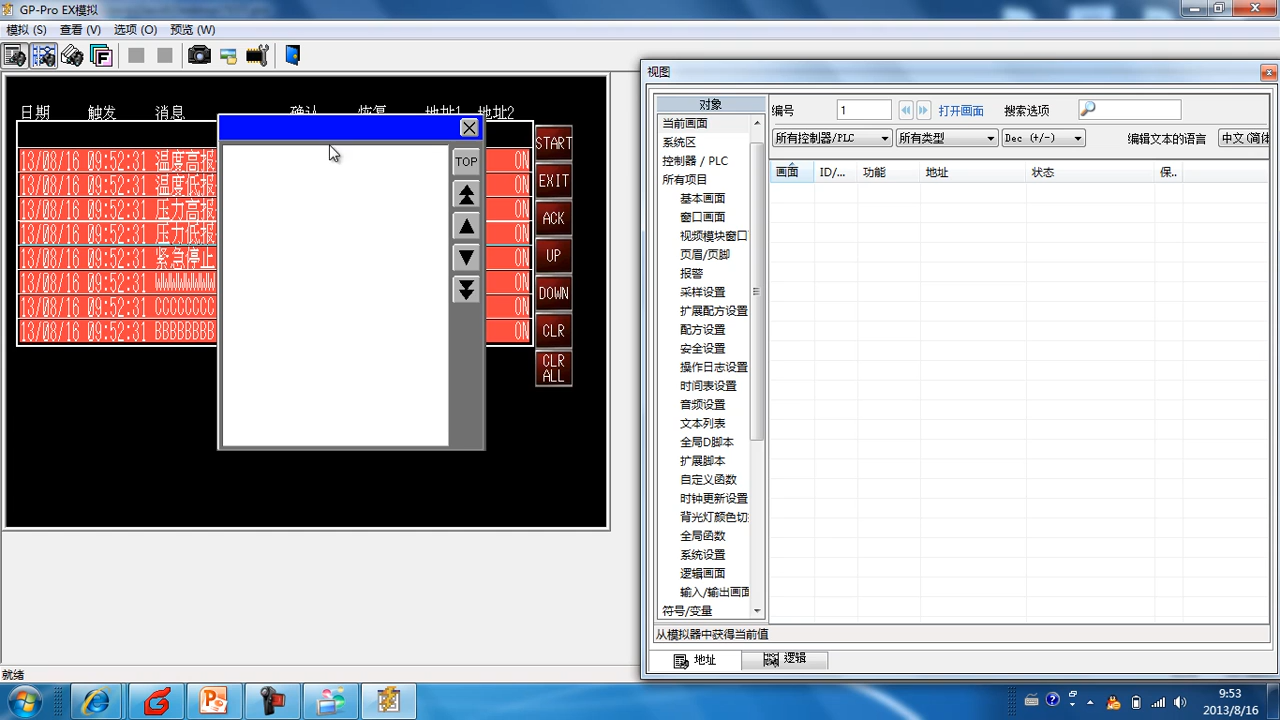 GP-Pro EX模拟
模拟 (S) 查看 (V) 选项 (O) 预览 (W)
日期 触发 消息 确认 恢复 地址1 地址2
13/08/16 09:52:31 温度高报 ON
13/08/16 09:52:31 温度低报 ON
13/08/16 09:52:31 压力高报 ON
13/08/16 09:52:31 压力低报 ON
13/08/16 09:52:31 紧急停止 ON
13/08/16 09:52:31 WWWWWWWW ON
13/08/16 09:52:31 CCCCCCCC ON
13/08/16 09:52:31 BBBBBBBB ON
TOP
START
EXIT
ACK
UP
DOWN
CLR
CLR
ALL
就绪
视图
对象
当前画面
系统区
控制器 / PLC
所有项目
基本画面
窗口画面
视频模块窗口
页眉/页脚
报警
采样设置
扩展配方设置
配方设置
安全设置
操作日志设置
时间表设置
音频设置
文本列表
全局D脚本
扩展脚本
自定义函数
时钟更新设置
背光灯颜色切
全局函数
系统设置
逻辑画面
输入/输出画面
符号/变量
编号 1 打开画面 搜索选项
所有控制器/PLC 所有类型 Dec (+/-) 编辑文本的语言 中文(简体
画面 ID/... 功能 地址 状态 保..
从模拟器中获得当前值
地址 逻辑
9:53
2013/8/16